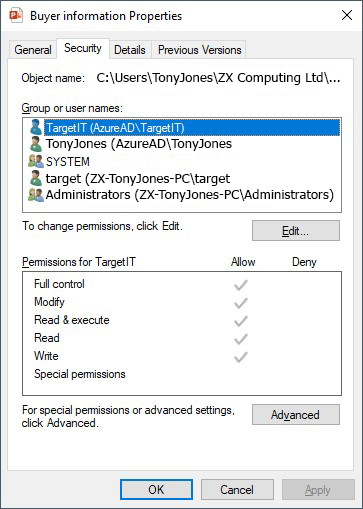 Buyer information Properties
General Security Details Previous Versions
Object name: C:\Users\TonyJones\ZX Computing Ltd\...
Group or user names:
TargetIT (AzureAD\TargetIT)
TonyJones (AzureAD\TonyJones
SYSTEM
target (ZX-TonyJones-PC\target
Administrators (ZX-TonyJones-PC\Administrators)
To change permissions, click Edit.
Edit...
Permissions for TargetIT Allow Deny
Full control
Modify
Read & execute
Read
Write
Special permissions
For special permissions or advanced settings,
click Advanced.
Advanced
OK Cancel Apply